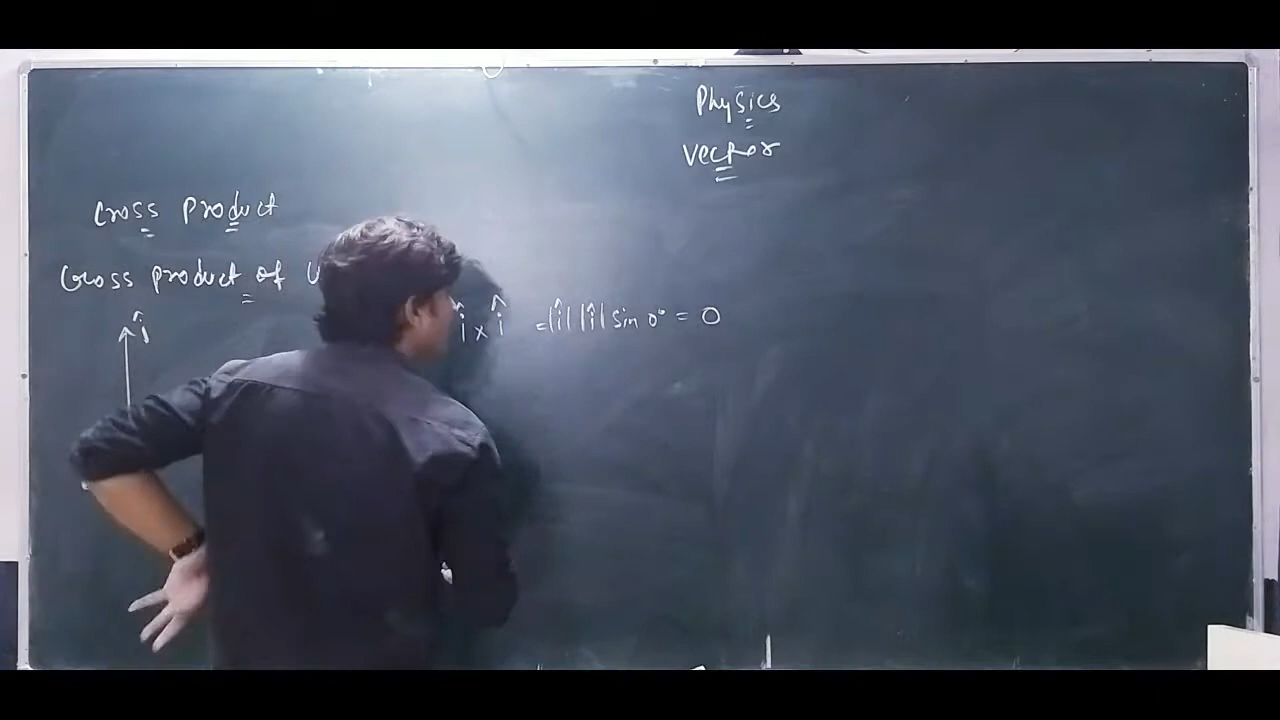 Physics
Vector
Cross Product
Cross product of
ĵ
î × î = |î| |î| sin 0° = 0